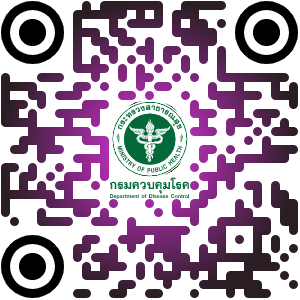 กระทรวงสาธารณสุข
MINISTRY OF PUBLIC HEALTH
กรมควบคุมโรค
Department of Disease Control